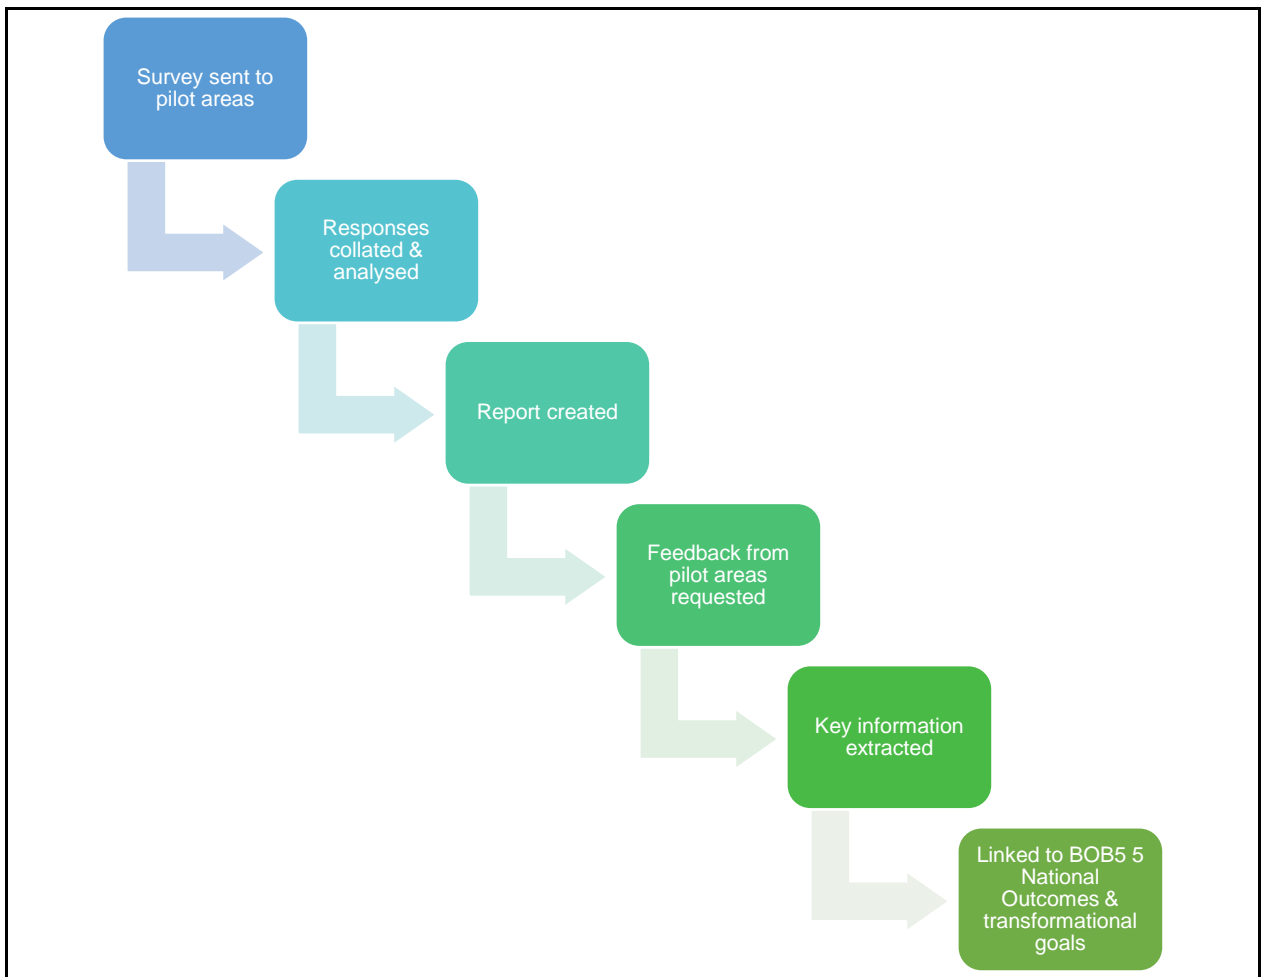 Survey sent to
pilot areas
Responses
collated &
analysed
Report created
Feedback from
pilot areas
requested
Key information
extracted
Linked to BOB5 5
National
Outcomes &
transformational
goals